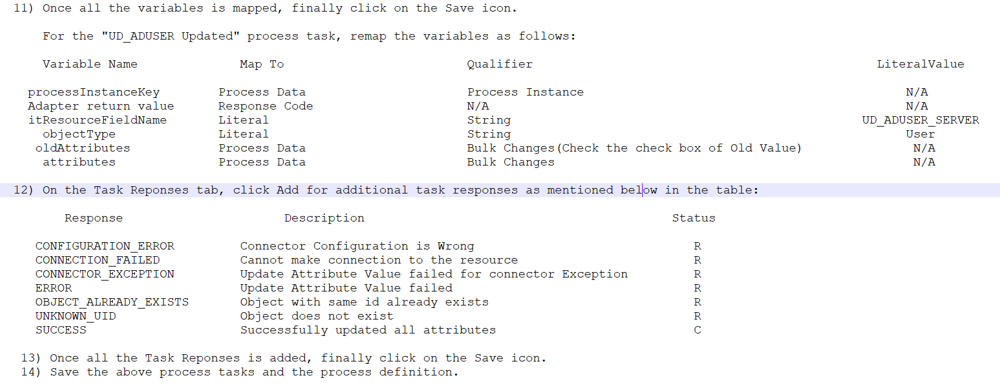 11) Once all the variables is mapped, finally click on the Save icon.
For the "UD_ADUSER Updated" process task, remap the variables as follows:
Variable Name Map To Qualifier LiteralValue
processInstanceKey Process Data Process Instance N/A
Adapter return value Response Code N/A N/A
itResourceFieldName Literal String UD_ADUSER_SERVER
objectType Literal String User
oldAttributes Process Data Bulk Changes(Check the check box of Old Value) N/A
attributes Process Data Bulk Changes N/A
12) On the Task Reponses tab, click Add for additional task responses as mentioned below in the table:
Response Description Status
CONFIGURATION_ERROR Connector Configuration is Wrong R
CONNECTION_FAILED Cannot make connection to the resource R
CONNECTOR_EXCEPTION Update Attribute Value failed for connector Exception R
ERROR Update Attribute Value failed R
OBJECT_ALREADY_EXISTS Object with same id already exists R
UNKNOWN_UID Object does not exist R
SUCCESS Successfully updated all attributes C
13) Once all the Task Reponses is added, finally click on the Save icon.
14) Save the above process tasks and the process definition.